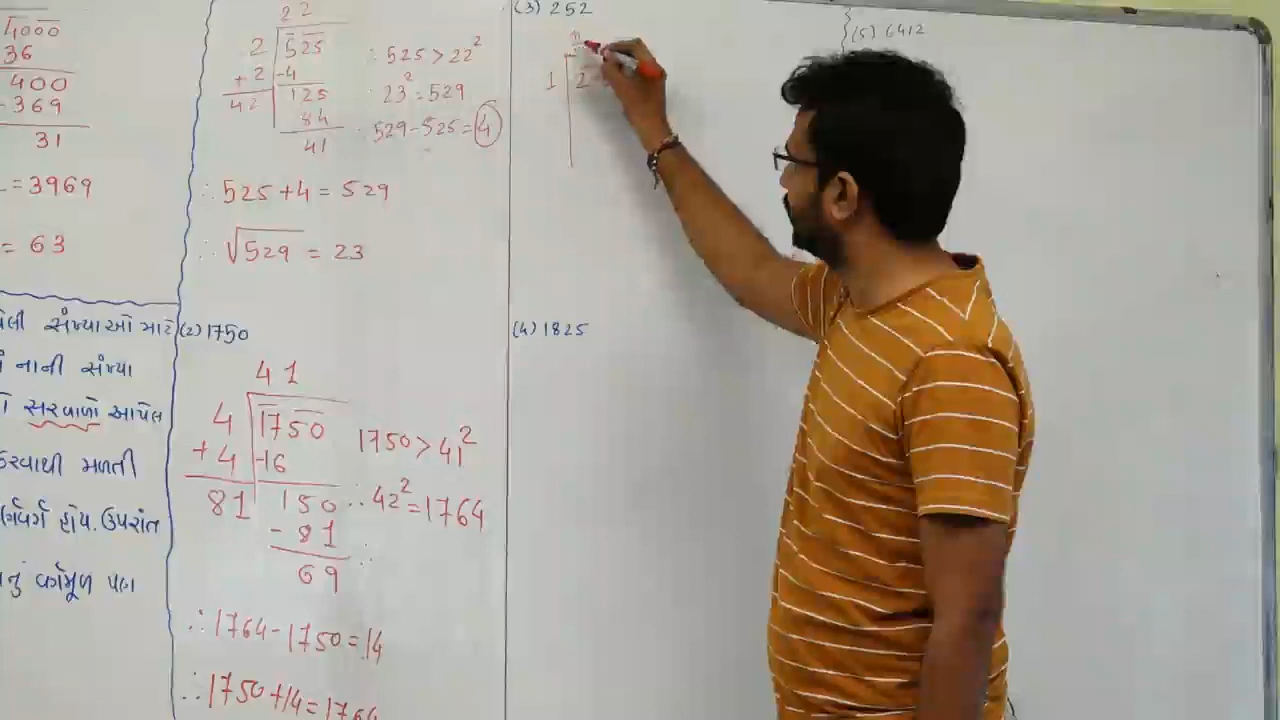 4000
36
400
-369
31
= 3969
= 63
સંખ્યાઓ માટે
નાની સંખ્યા
સરવાળો આપેલ
કરવાથી મળતી
હોય. ઉપરાંત
નું વર્ગમૂળ પણ
22
2 525
+2 -4
42 125
84
41
∴ 525 > 22²
23² = 529
529-525=4
∴ 525 + 4 = 529
∴ √529 = 23
(2) 1750
41
4 1750
+4 -16
81 150
-81
69
1750 > 41²
∴ 42² = 1764
∴
∴ 1764 - 1750 = 14
∴ 1750 + 14 = 1764
(3) 252
1 2
(4) 1825
(5) 6412